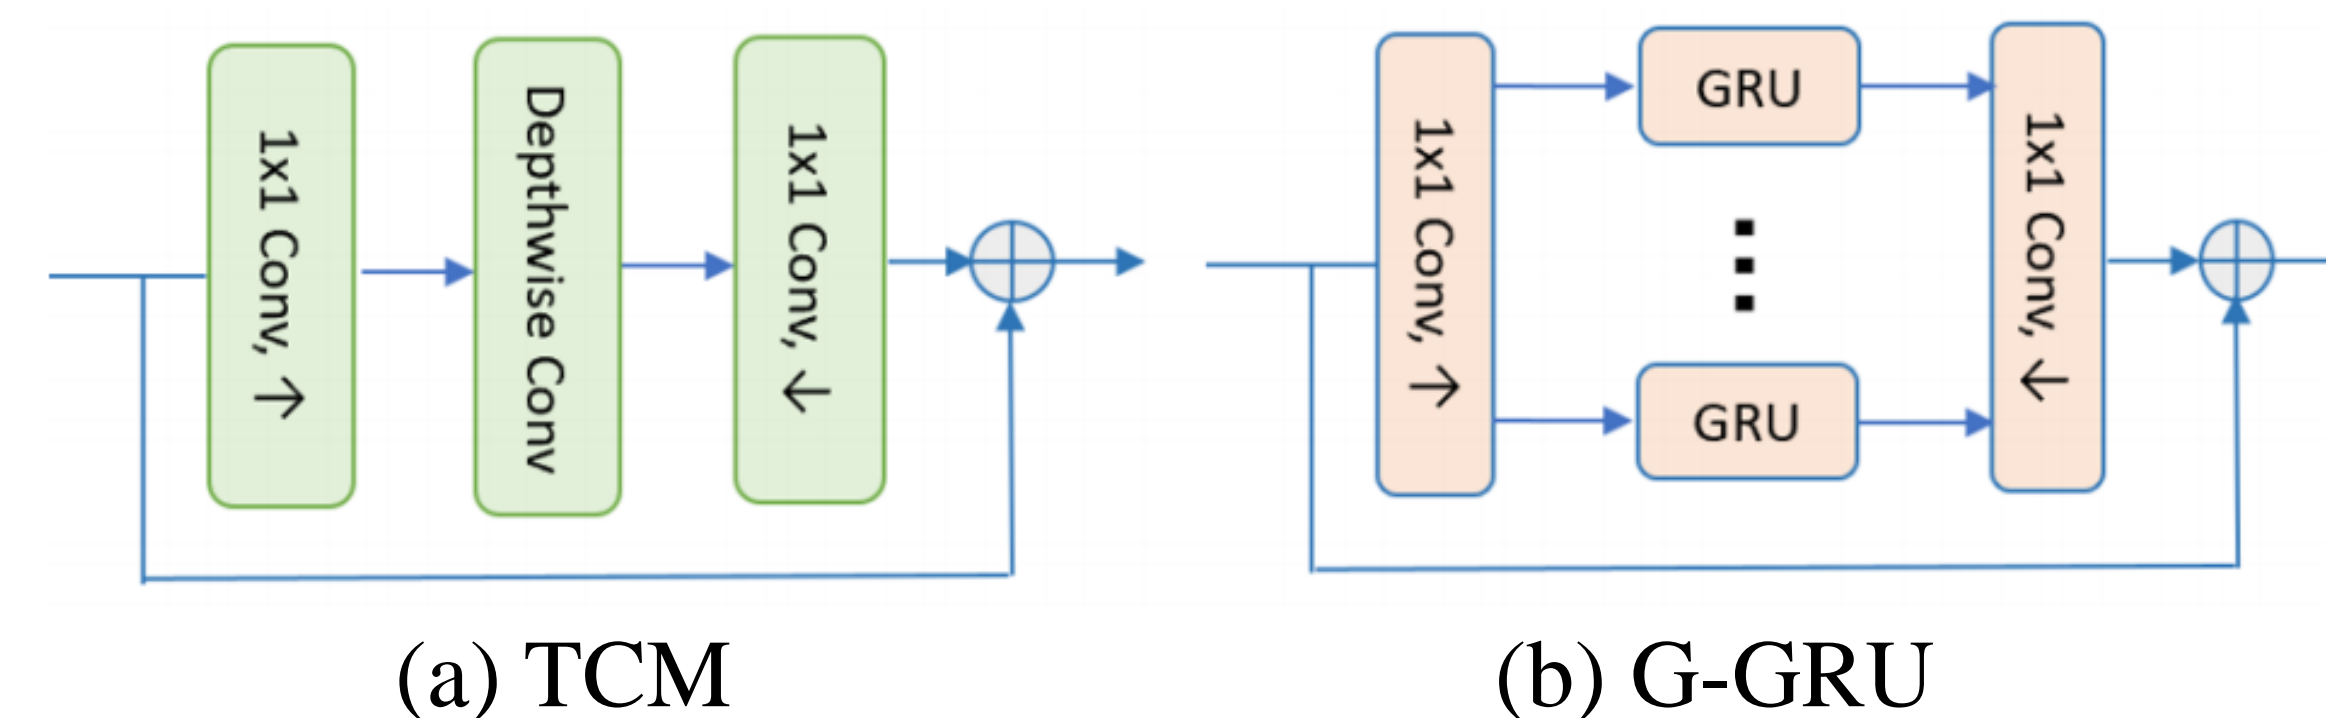 1x1 Conv, ↑
Depthwise Conv
1x1 Conv, ↓
(a) TCM
1x1 Conv, ↑
GRU
GRU
1x1 Conv, ↓
(b) G-GRU